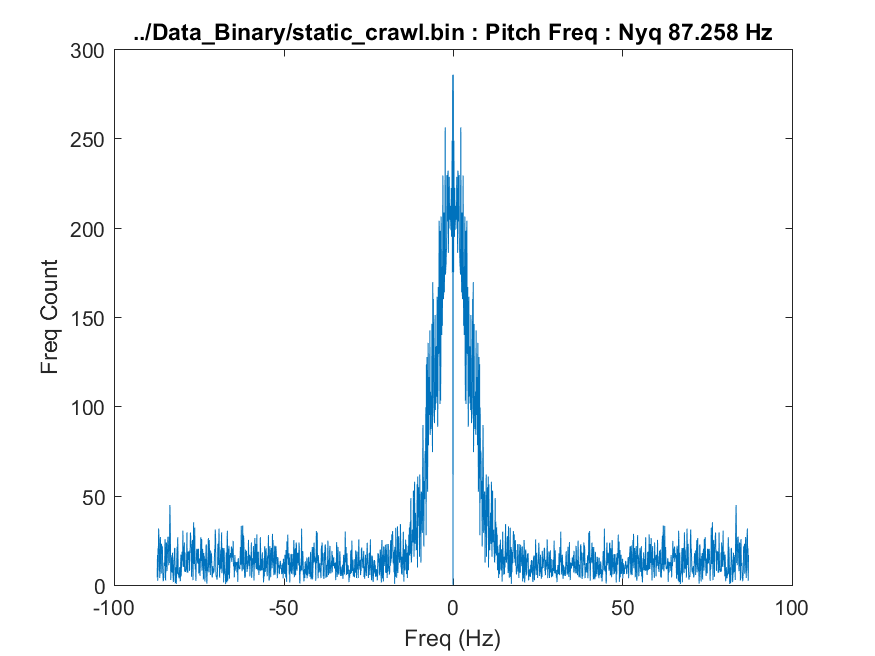 ../Data_Binary/static_crawl.bin : Pitch Freq : Nyq 87.258 Hz
300
250
200
150
100
50
0
Freq Count
-100 -50 0 50 100
Freq (Hz)